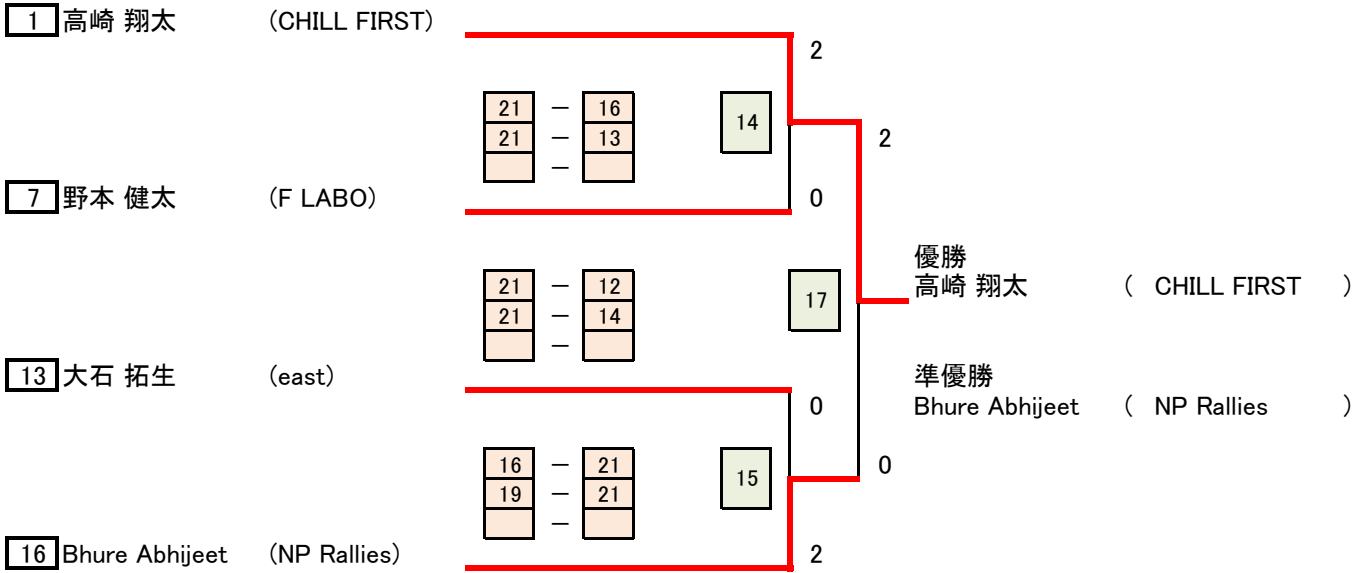 1 高崎 翔太 (CHILL FIRST)
2
21 － 16
14
21 － 13
2
－
7 野本 健太 (F LABO)
0
優勝
21 － 12
17
高崎 翔太 ( CHILL FIRST )
21 － 14
－
13 大石 拓生 (east)
準優勝
0
Bhure Abhijeet ( NP Rallies )
16 － 21
0
15
19 － 21
－
16 Bhure Abhijeet (NP Rallies)
2